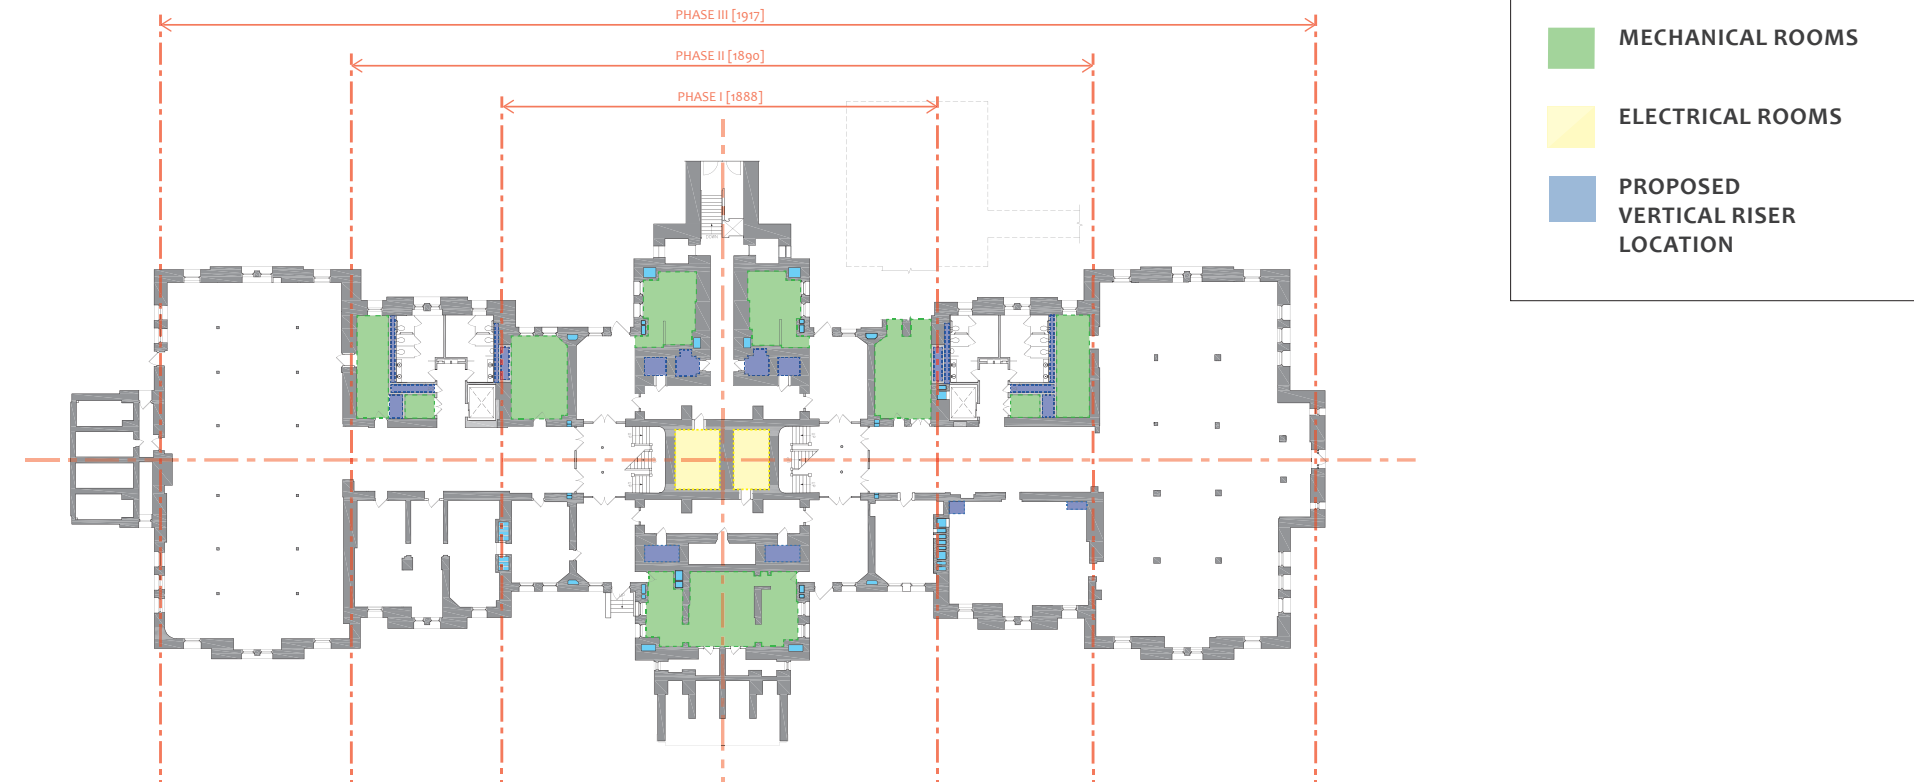 PHASE III [1917]
PHASE II [1890]
PHASE I [1888]
MECHANICAL ROOMS
ELECTRICAL ROOMS
PROPOSED
VERTICAL RISER
LOCATION